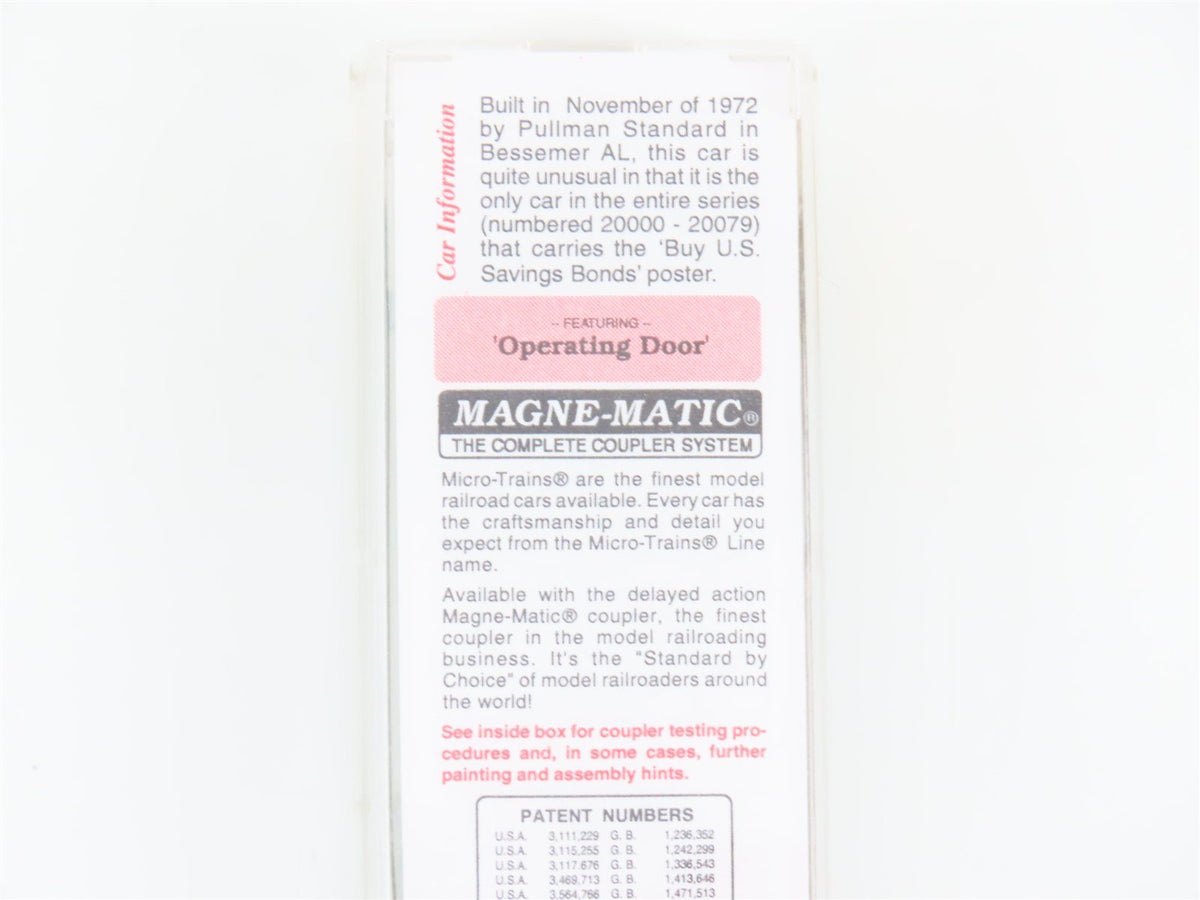 Car Information
Built in November of 1972
by Pullman Standard in
Bessemer AL, this car is
quite unusual in that it is the
only car in the entire series
(numbered 20000 - 20079)
that carries the 'Buy U.S.
Savings Bonds' poster.
-- FEATURING --
'Operating Door'
MAGNE-MATIC®
THE COMPLETE COUPLER SYSTEM
Micro-Trains® are the finest model
railroad cars available. Every car has
the craftsmanship and detail you
expect from the Micro-Trains® Line
name.
Available with the delayed action
Magne-Matic® coupler, the finest
coupler in the model railroading
business. It's the "Standard by
Choice" of model railroaders around
the world!
See inside box for coupler testing pro-
cedures and, in some cases, further
painting and assembly hints.
PATENT NUMBERS
U.S.A. 3,111,229 G. B. 1,236,352
U.S.A. 3,115,255 G. B. 1,242,299
U.S.A. 3,117,676 G. B. 1,336,543
U.S.A. 3,469,713 G. B. 1,413,646
U.S.A. 3,564,766 G. B. 1,471,513